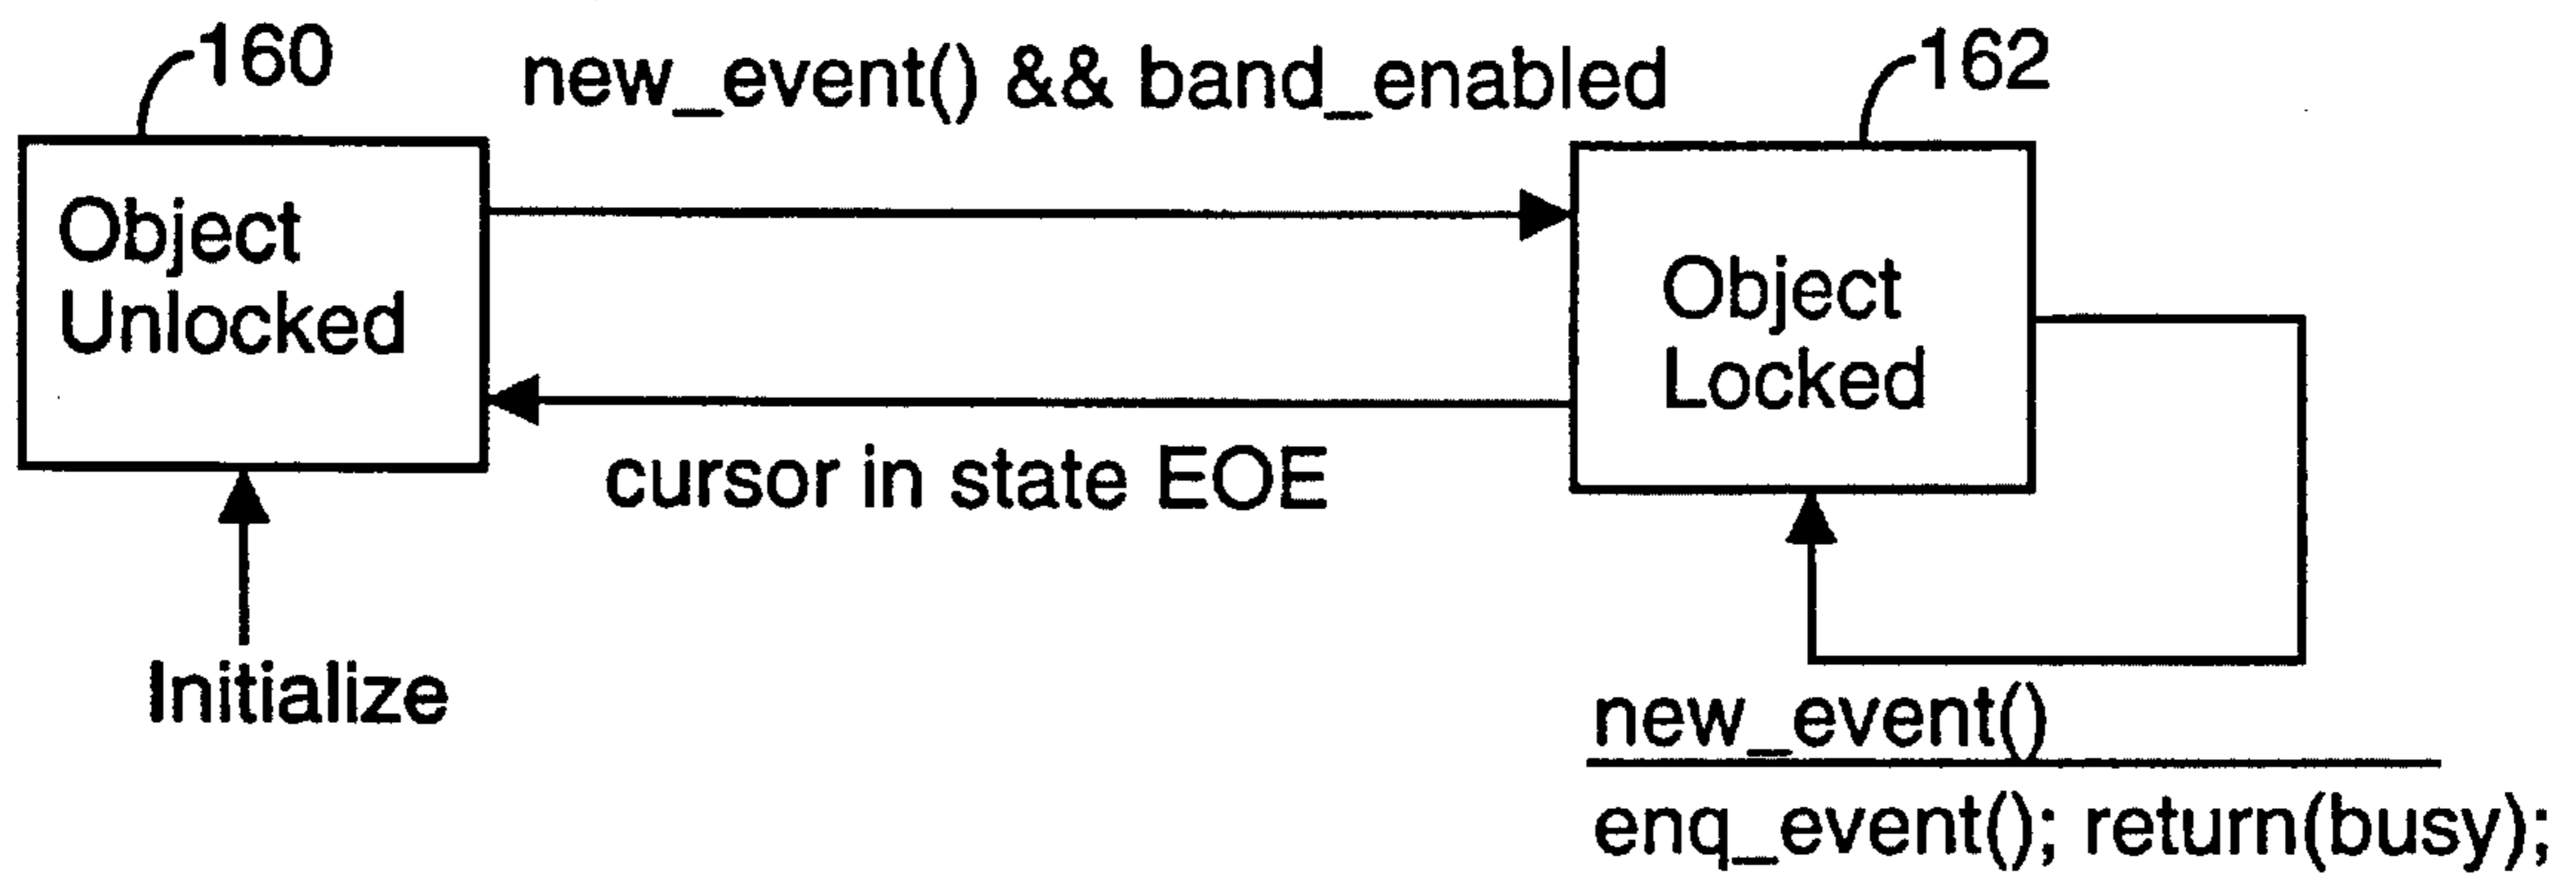 160
new_event() && band_enabled
162
Object
Unlocked
Object
Locked
cursor in state EOE
Initialize
new_event()
enq_event(); return(busy);